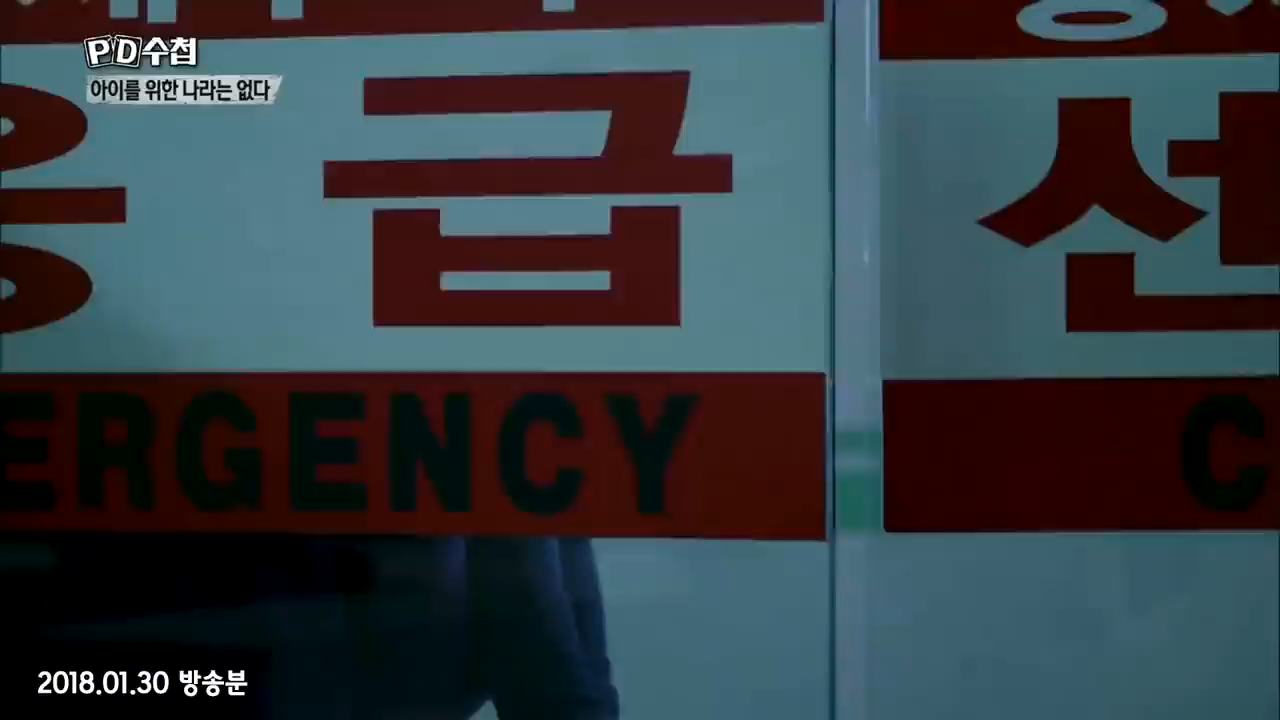 PD수첩
아이를 위한 나라는 없다
응급
선
ERGENCY
C
2018.01.30 방송분